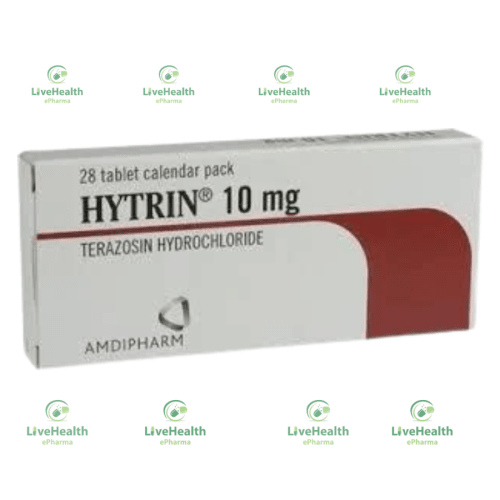 LiveHealth
ePharma
LiveHealth
ePharma
LiveHealth
ePharma
LiveHealth
ePharma
28 tablet calendar pack
HYTRIN® 10 mg
TERAZOSIN HYDROCHLORIDE
AMDIPHARM
LiveHealth
ePharma
LiveHealth
ePharma
LiveHealth
ePharma
LiveHealth
ePharma